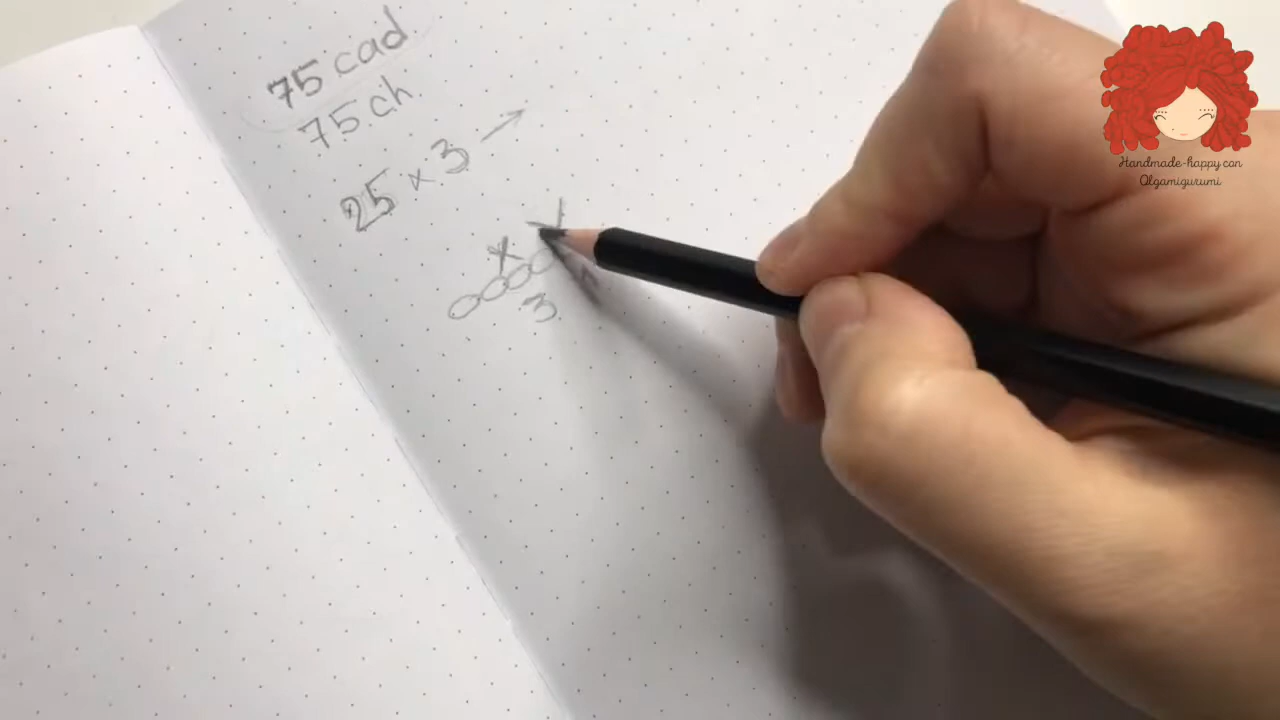 75 cad
75 ch
25 × 3 →
x
3
Handmade-happy con
Olgamigurumi